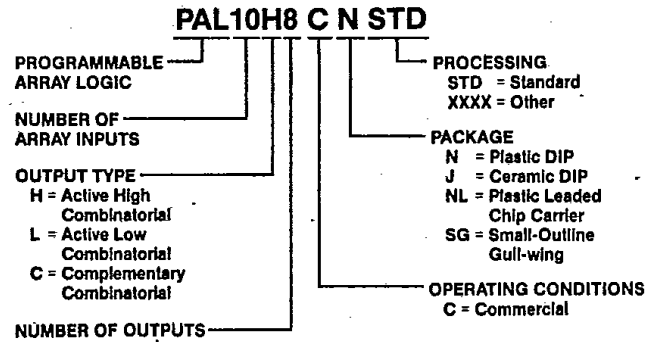 PAL10H8 C N STD
PROGRAMMABLE
ARRAY LOGIC
NUMBER OF
ARRAY INPUTS
OUTPUT TYPE
H = Active High
Combinatorial
L = Active Low
Combinatorial
C = Complementary
Combinatorial
NUMBER OF OUTPUTS
PROCESSING
STD = Standard
XXXX = Other
PACKAGE
N = Plastic DIP
J = Ceramic DIP
NL = Plastic Leaded
Chip Carrier
SG = Small-Outline
Gull-wing
OPERATING CONDITIONS
C = Commercial